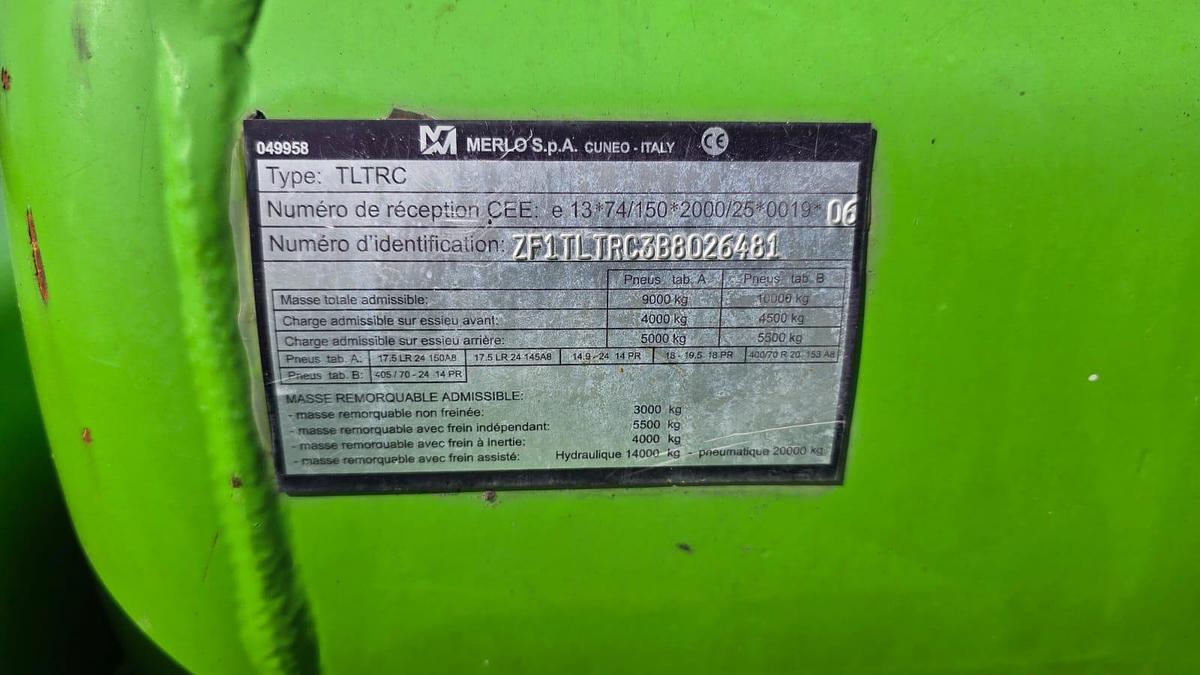 049958 MERLO S.p.A. CUNEO - ITALY CE
Type: TLTRC
Numéro de réception CEE: e 13*74/150*2000/25*0019* 06
Numéro d'identification: ZF1TLTRC3B8026481
Pneus tab. A Pneus tab. B
Masse totale admissible: 9000 kg 10000 kg
Charge admissible sur essieu avant: 4000 kg 4500 kg
Charge admissible sur essieu arrière: 5000 kg 5500 kg
Pneus tab. A: 17.5 LR 24 150A8 17.5 LR 24 145A8 14.9 - 24 14 PR 18 - 19.5 18 PR 400/70 R 20 153 A8
Pneus tab. B: 405 / 70 - 24 14 PR
MASSE REMORQUABLE ADMISSIBLE:
- masse remorquable non freinée: 3000 kg
- masse remorquable avec frein indépendant: 5500 kg
- masse remorquable avec frein à inertie: 4000 kg
- masse remorquable avec frein assisté: Hydraulique 14000 kg - pneumatique 20000 kg